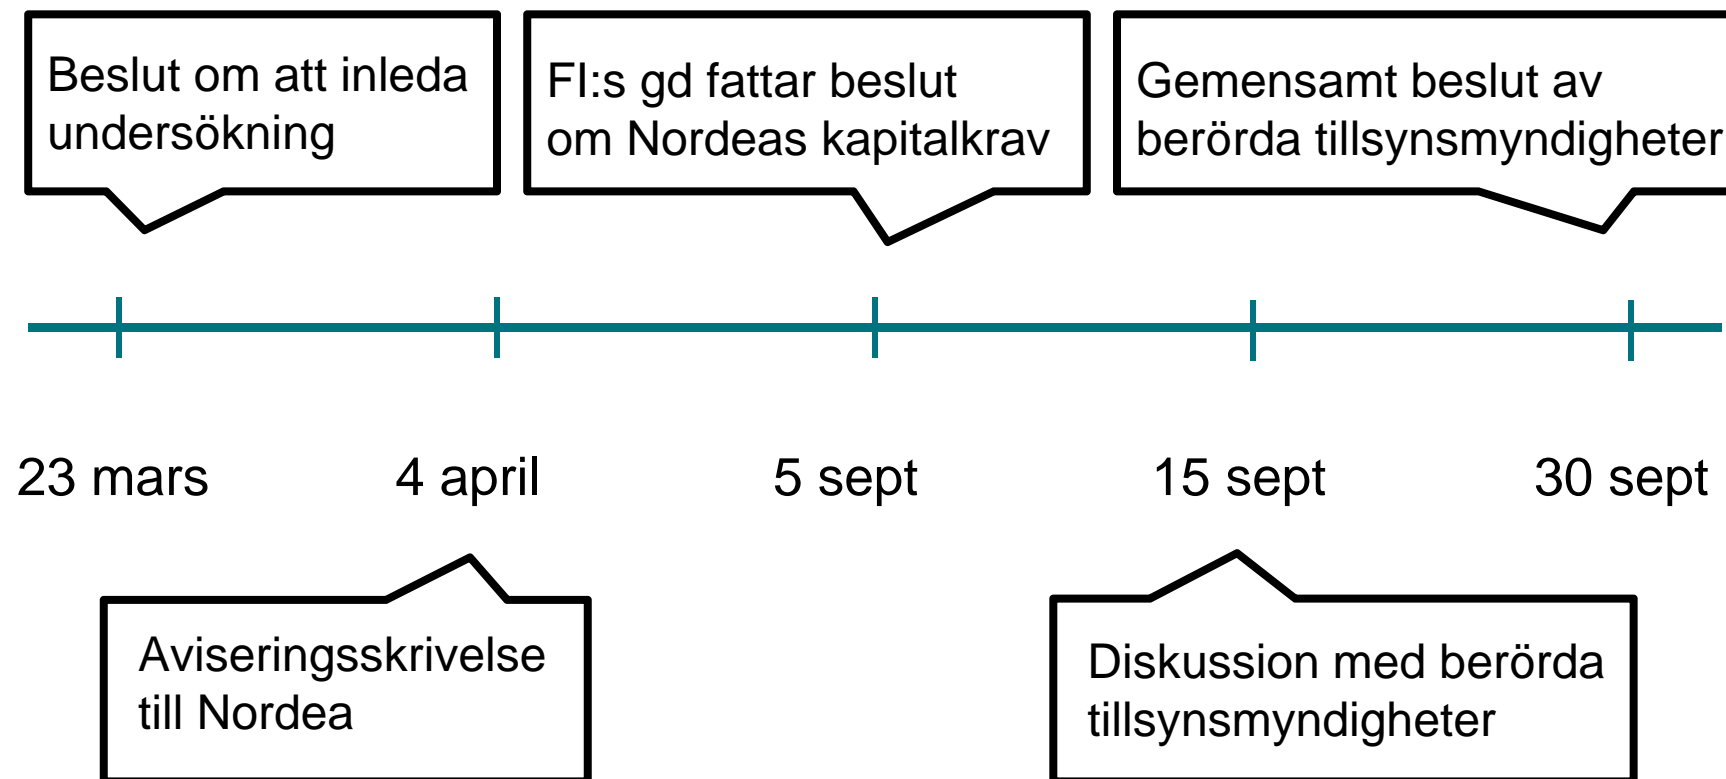 Beslut om att inleda
undersökning
FI:s gd fattar beslut
om Nordeas kapitalkrav
Gemensamt beslut av
berörda tillsynsmyndigheter
23 mars
4 april
5 sept
15 sept
30 sept
Aviseringsskrivelse
till Nordea
Diskussion med berörda
tillsynsmyndigheter